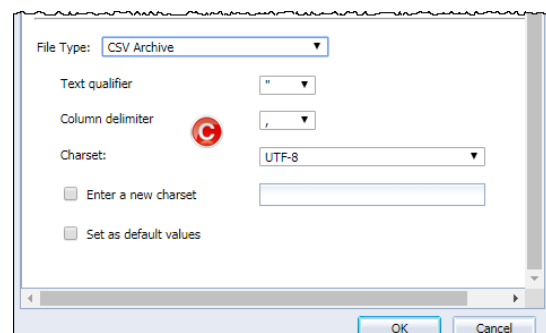 File Type: CSV Archive
Text qualifier "
Column delimiter ,
C
Charset: UTF-8
Enter a new charset
Set as default values
OK Cancel